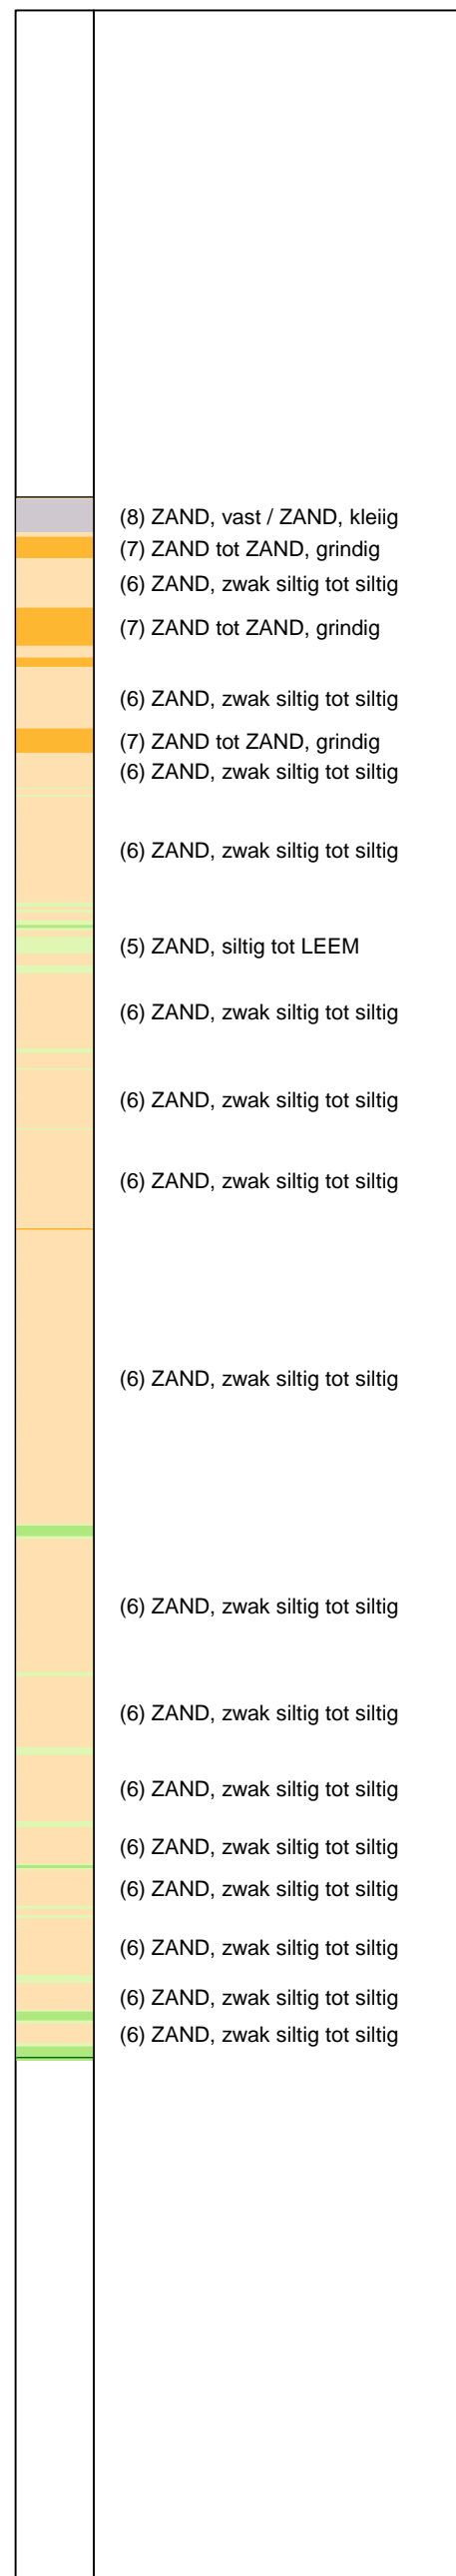 (8) ZAND, vast / ZAND, kleiig
(7) ZAND tot ZAND, grindig
(6) ZAND, zwak siltig tot siltig
(7) ZAND tot ZAND, grindig
(6) ZAND, zwak siltig tot siltig
(7) ZAND tot ZAND, grindig
(6) ZAND, zwak siltig tot siltig
(6) ZAND, zwak siltig tot siltig
(5) ZAND, siltig tot LEEM
(6) ZAND, zwak siltig tot siltig
(6) ZAND, zwak siltig tot siltig
(6) ZAND, zwak siltig tot siltig
(6) ZAND, zwak siltig tot siltig
(6) ZAND, zwak siltig tot siltig
(6) ZAND, zwak siltig tot siltig
(6) ZAND, zwak siltig tot siltig
(6) ZAND, zwak siltig tot siltig
(6) ZAND, zwak siltig tot siltig
(6) ZAND, zwak siltig tot siltig
(6) ZAND, zwak siltig tot siltig
(6) ZAND, zwak siltig tot siltig